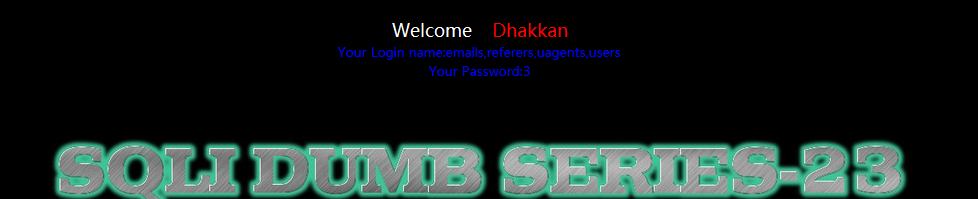 Welcome Dhakkan
Your Login name:emails,referers,uagents,users
Your Password:3
SQLI DUMB SERIES-23